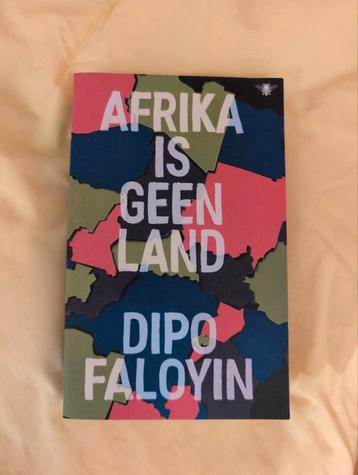 AFRIKA
IS
GEEN
LAND
DIPO
FALOYIN